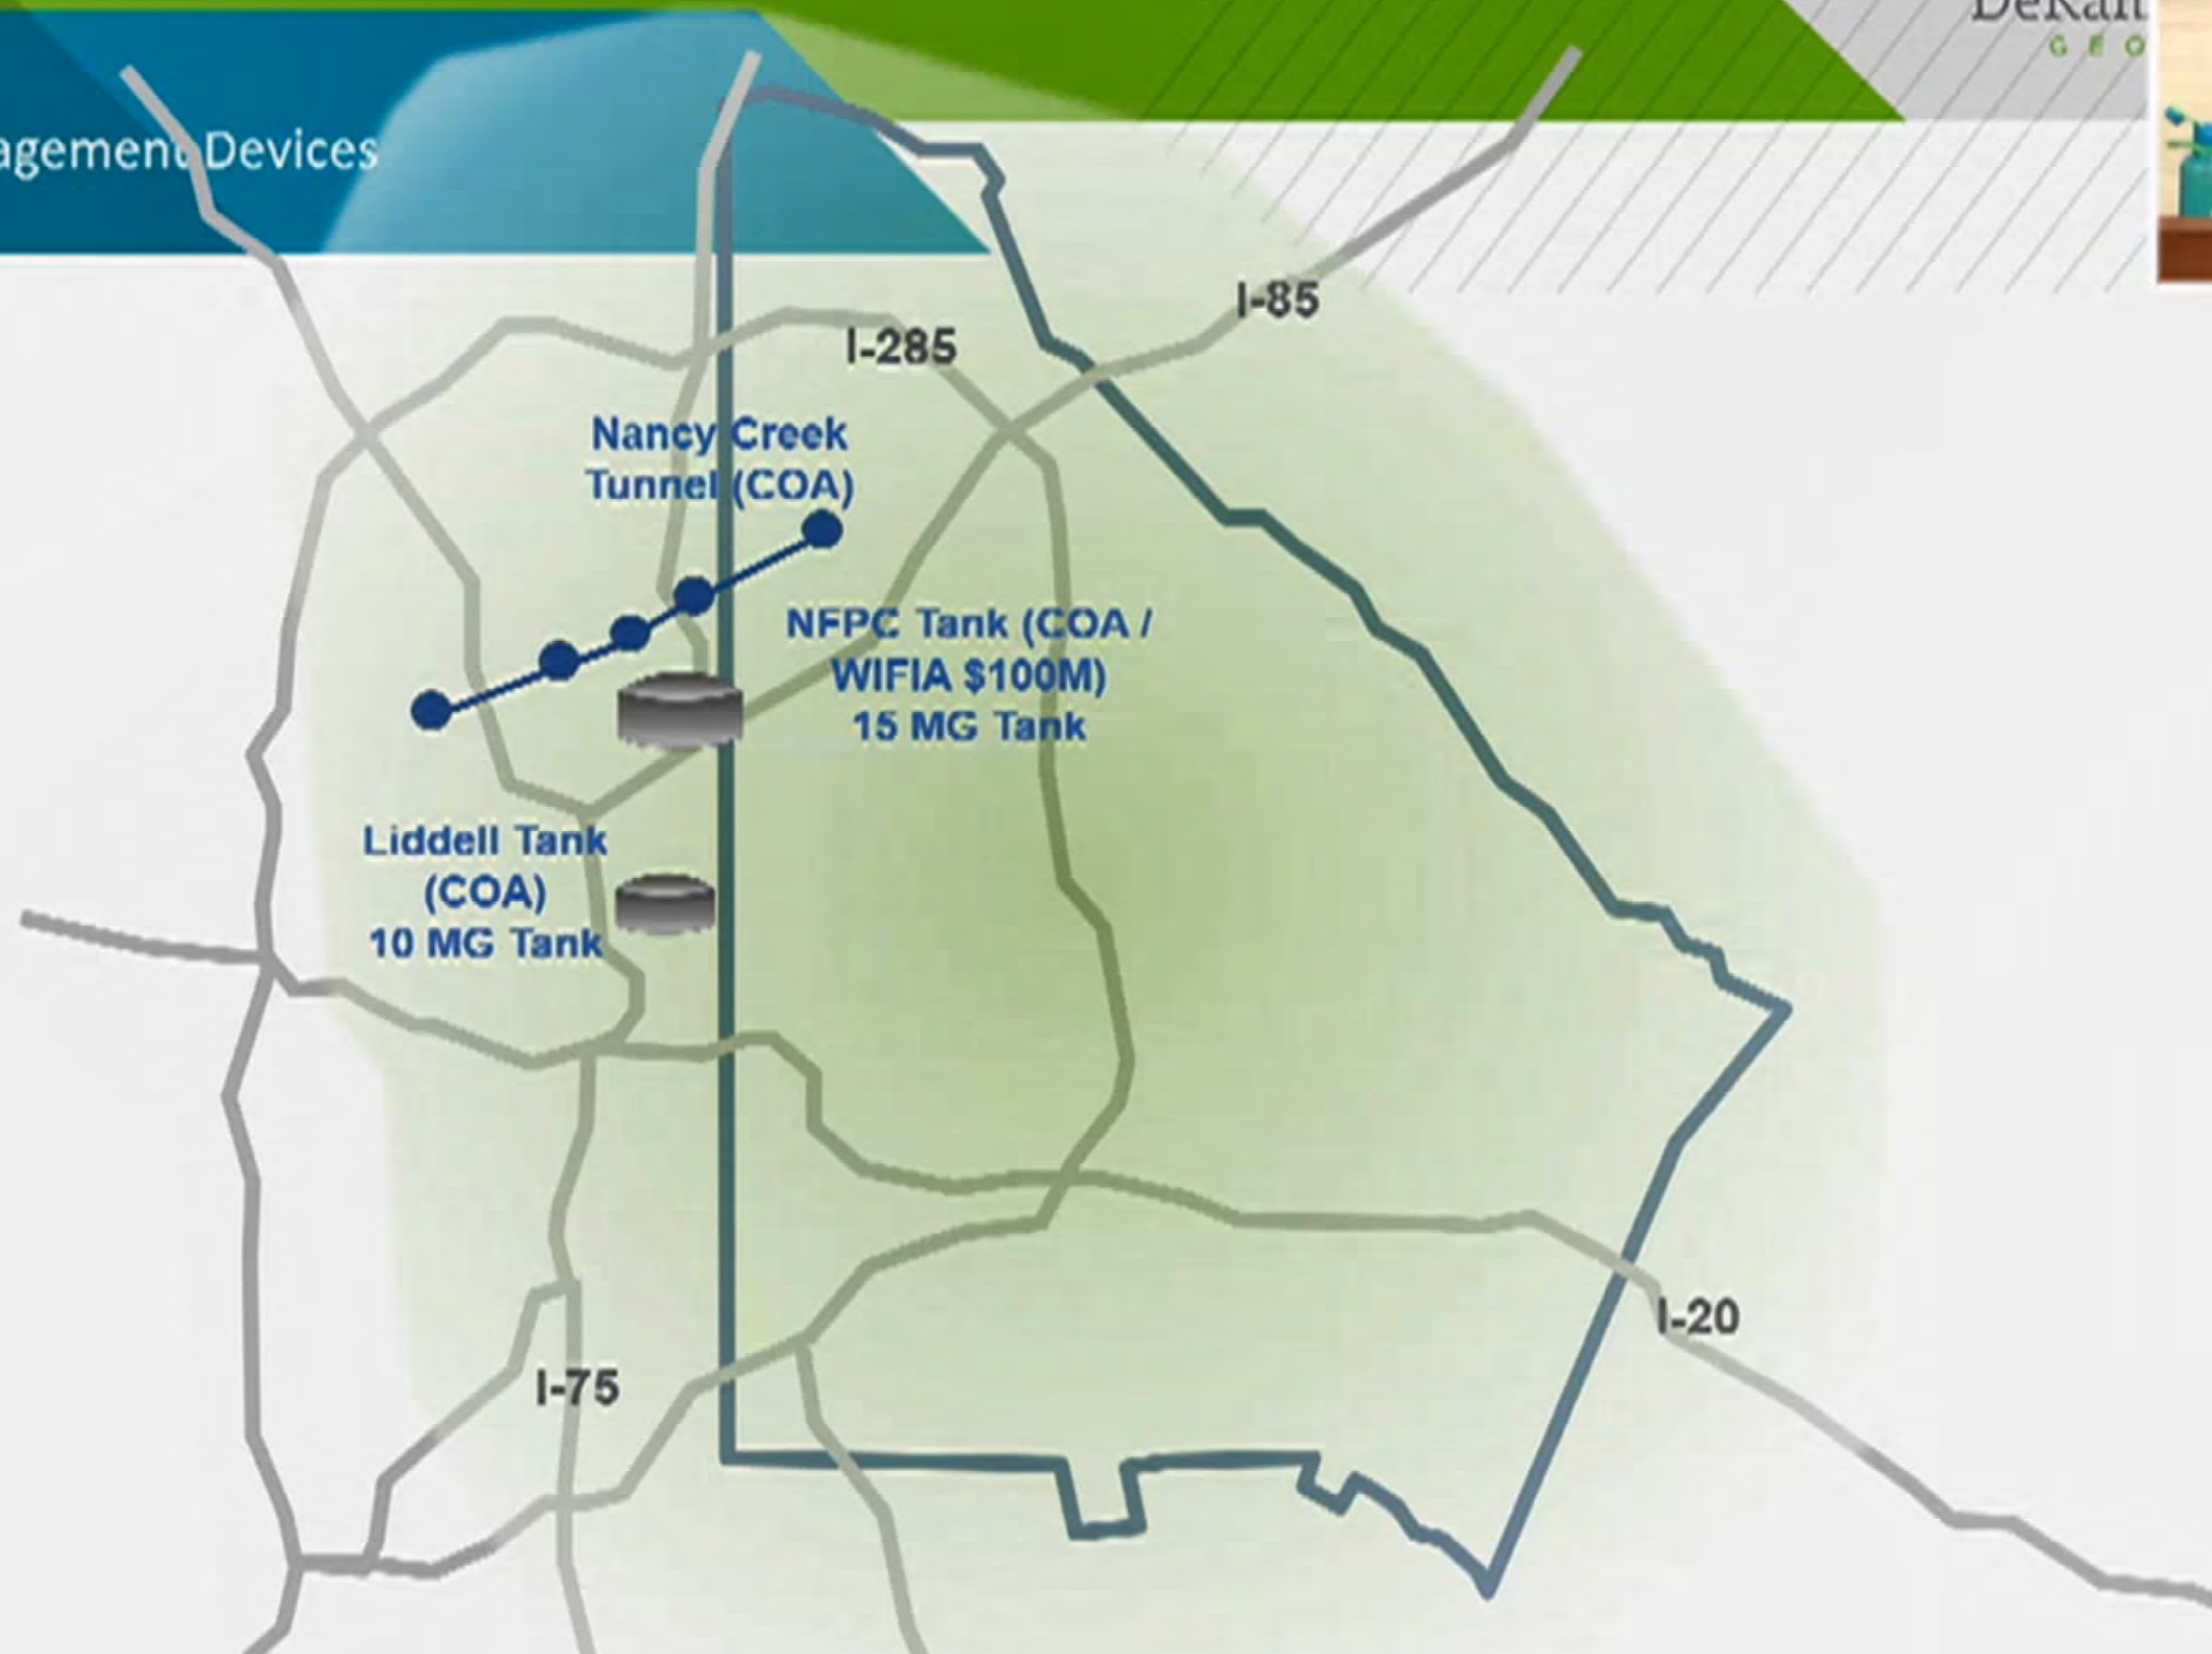 Devices
I-85
I-285
Nancy Creek
Tunnel (COA)
NFPC Tank (COA /
WIFIA $100M)
15 MG Tank
Liddell Tank
(COA)
10 MG Tank
I-20
I-75